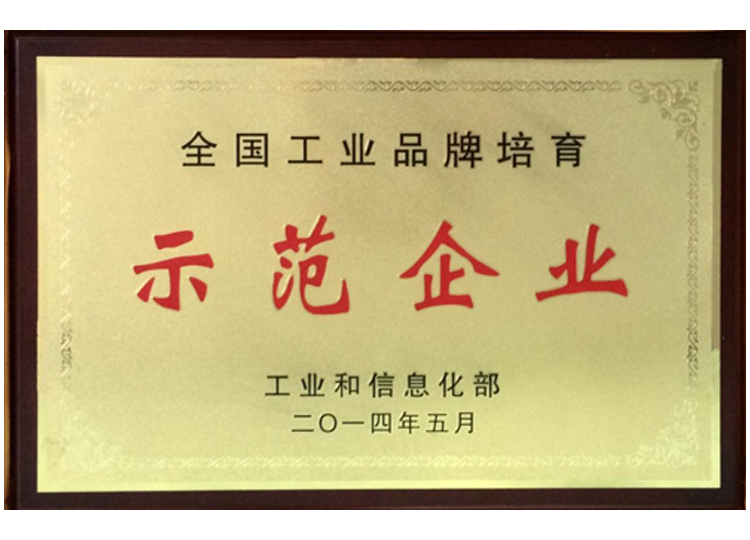 全国工业品牌培育
示范企业
工业和信息化部
二〇一四年五月